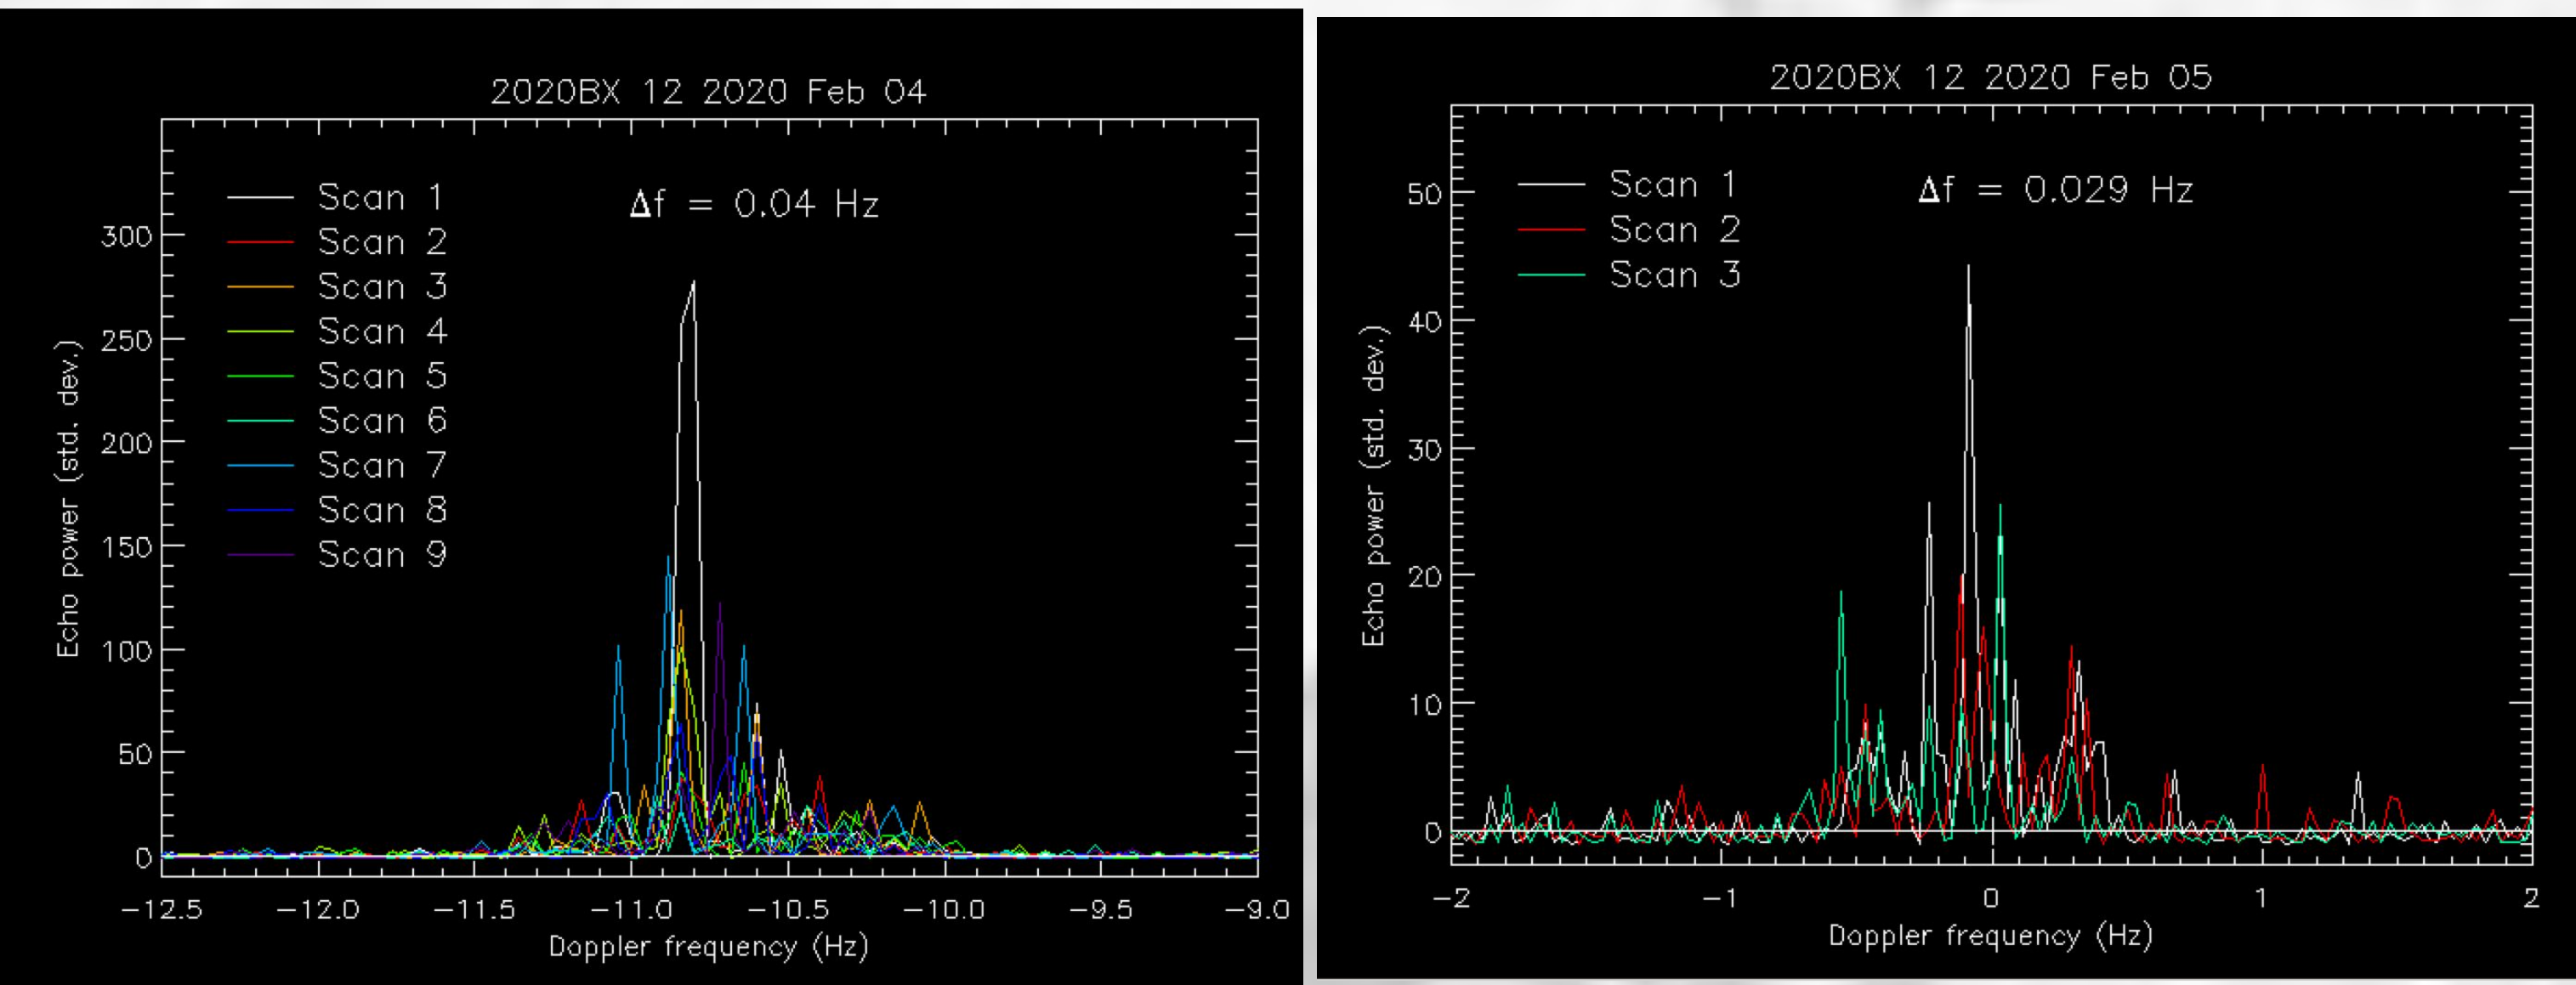 2020BX 12 2020 Feb 04
Δf = 0.04 Hz
Scan 1
Scan 2
Scan 3
Scan 4
Scan 5
Scan 6
Scan 7
Scan 8
Scan 9
Echo power (std. dev.)
300
250
200
150
100
50
0
−12.5 −12.0 −11.5 −11.0 −10.5 −10.0 −9.5 −9.0
Doppler frequency (Hz)
2020BX 12 2020 Feb 05
Δf = 0.029 Hz
Scan 1
Scan 2
Scan 3
Echo power (std. dev.)
50
40
30
20
10
0
−2 −1 0 1 2
Doppler frequency (Hz)